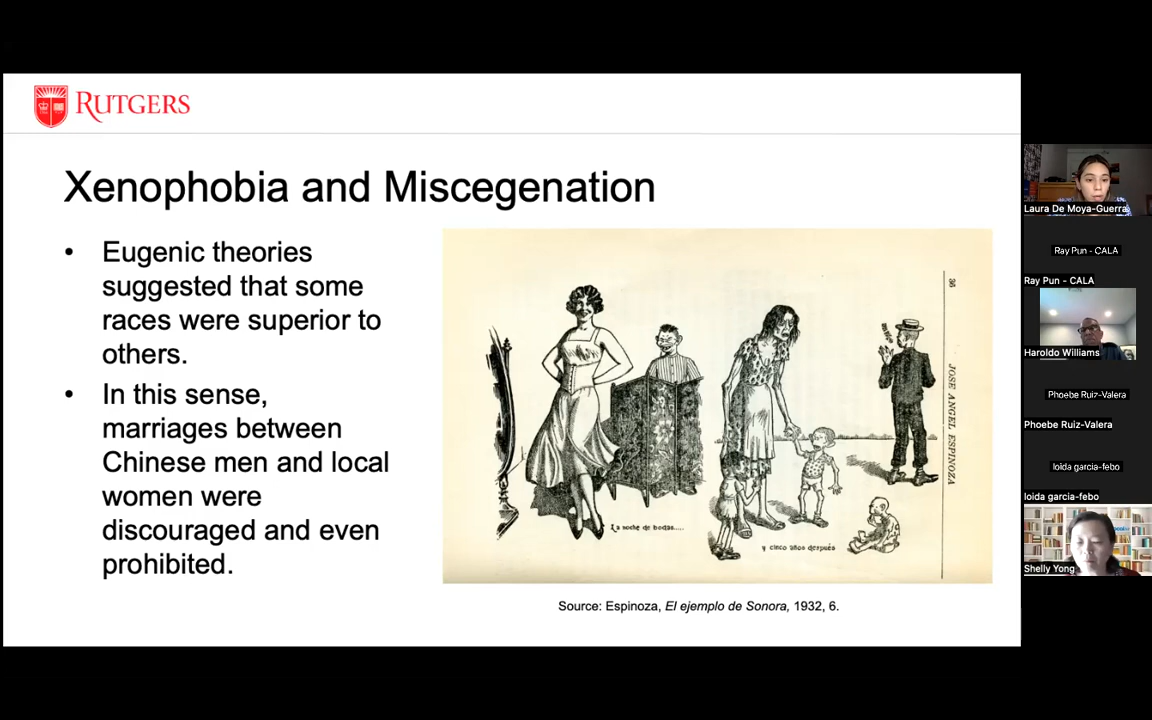 RUTGERS
Xenophobia and Miscegenation
• Eugenic theories
suggested that some
races were superior to
others.
• In this sense,
marriages between
Chinese men and local
women were
discouraged and even
prohibited.
36
JOSE ANGEL ESPINOZA
La noche de bodas.....
y cinco años después
Source: Espinoza, El ejemplo de Sonora, 1932, 6.
Laura De Moya-Guerra
Ray Pun - CALA
Ray Pun - CALA
Haroldo Williams
Phoebe Ruiz-Valera
Phoebe Ruiz-Valera
loida garcia-febo
loida garcia-febo
Shelly Yong